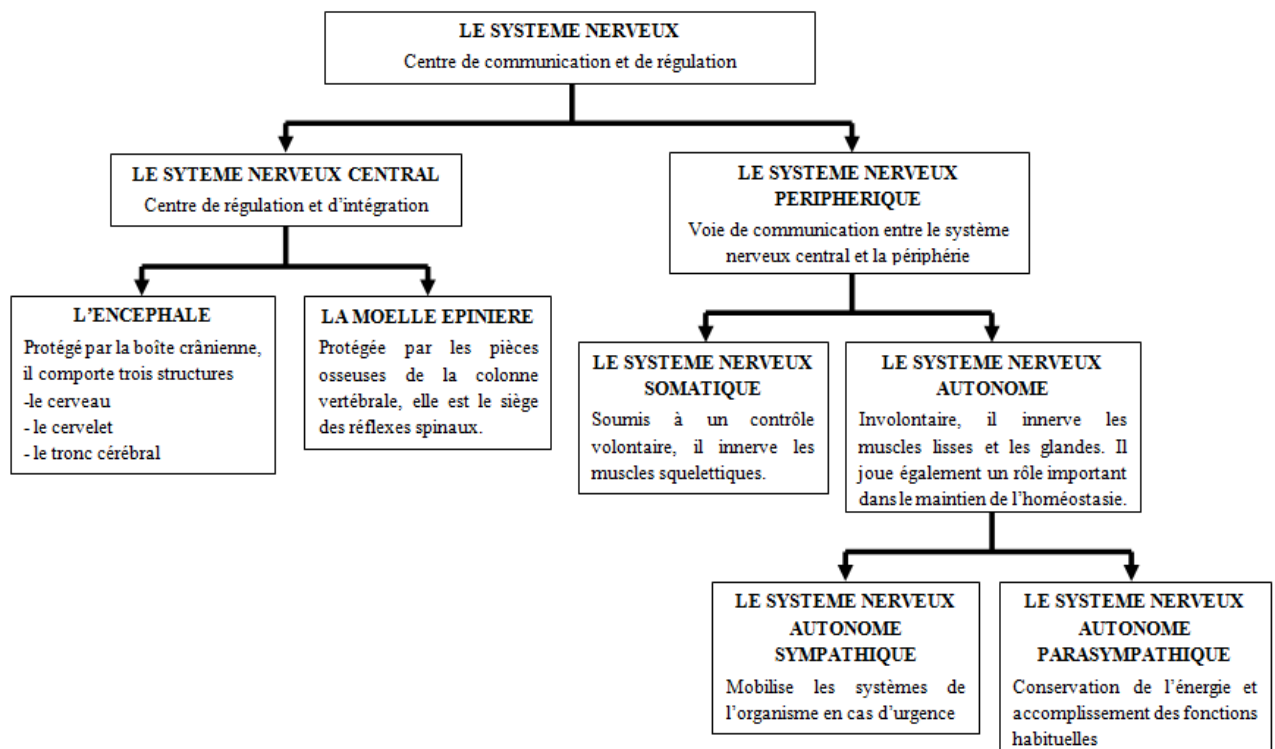 LE SYSTEME NERVEUX
Centre de communication et de régulation
LE SYTEME NERVEUX CENTRAL
Centre de régulation et d'intégration
LE SYSTEME NERVEUX
PERIPHERIQUE
Voie de communication entre le système
nerveux central et la périphérie
L'ENCEPHALE
Protégé par la boîte crânienne,
il comporte trois structures
-le cerveau
- le cervelet
- le tronc cérébral
LA MOELLE EPINIERE
Protégée par les pièces
osseuses de la colonne
vertébrale, elle est le siège
des réflexes spinaux.
LE SYSTEME NERVEUX
SOMATIQUE
Soumis à un contrôle
volontaire, il innerve les
muscles squelettiques.
LE SYSTEME NERVEUX
AUTONOME
Involontaire, il innerve les
muscles lisses et les glandes. Il
joue également un rôle important
dans le maintien de l'homéostasie.
LE SYSTEME NERVEUX
AUTONOME
SYMPATHIQUE
Mobilise les systèmes de
l'organisme en cas d'urgence
LE SYSTEME NERVEUX
AUTONOME
PARASYMPATHIQUE
Conservation de l'énergie et
accomplissement des fonctions
habituelles